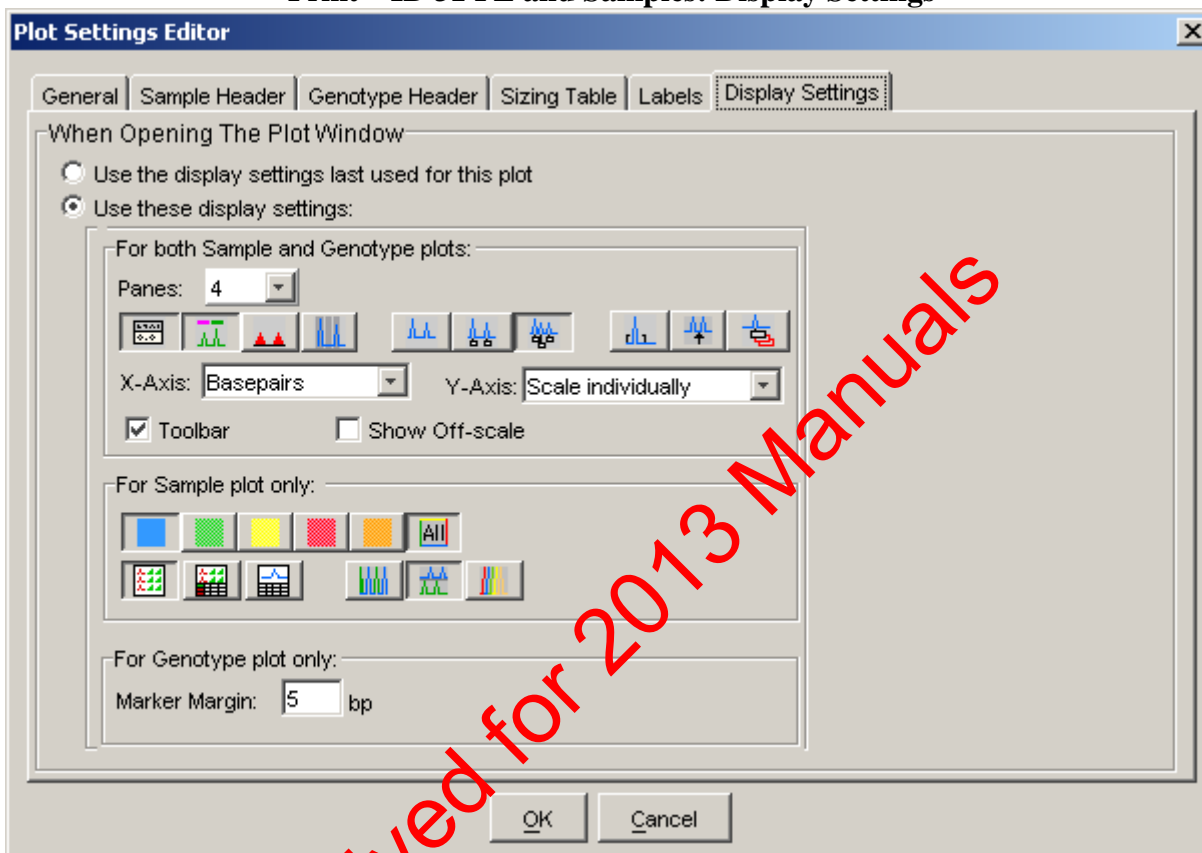 Plot Settings Editor
General Sample Header Genotype Header Sizing Table Labels Display Settings
When Opening The Plot Window
Use the display settings last used for this plot
Use these display settings:
For both Sample and Genotype plots:
Panes: 4
X-Axis: Basepairs Y-Axis: Scale individually
Toolbar Show Off-scale
For Sample plot only:
All
For Genotype plot only:
Marker Margin: 5 bp
OK Cancel
for 2013 Manuals